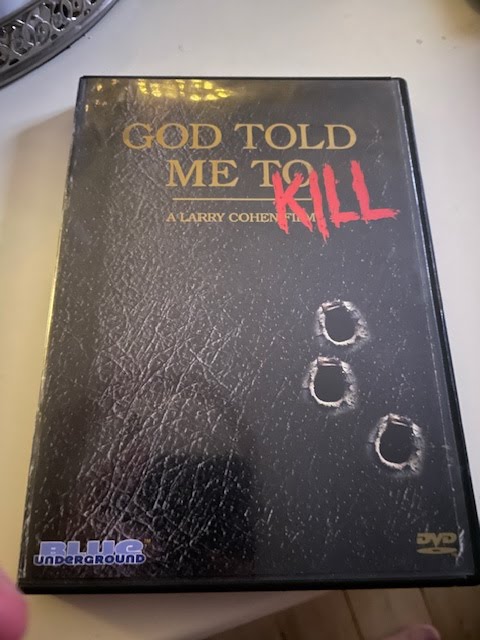 GOD TOLD
ME TO
KILL
A LARRY COHEN FILM
BLUE
UNDERGROUND
DVD